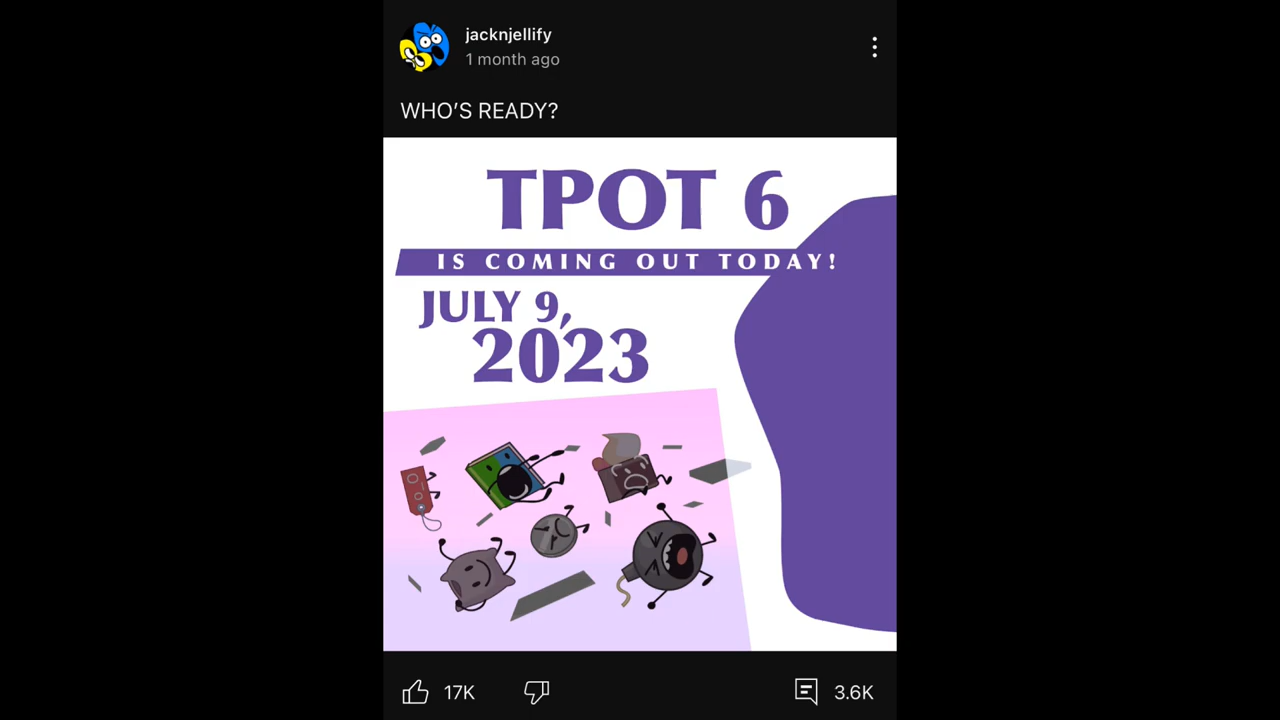 jacknjellify
1 month ago
WHO'S READY?
TPOT 6
IS COMING OUT TODAY!
JULY 9,
2023
17K
3.6K